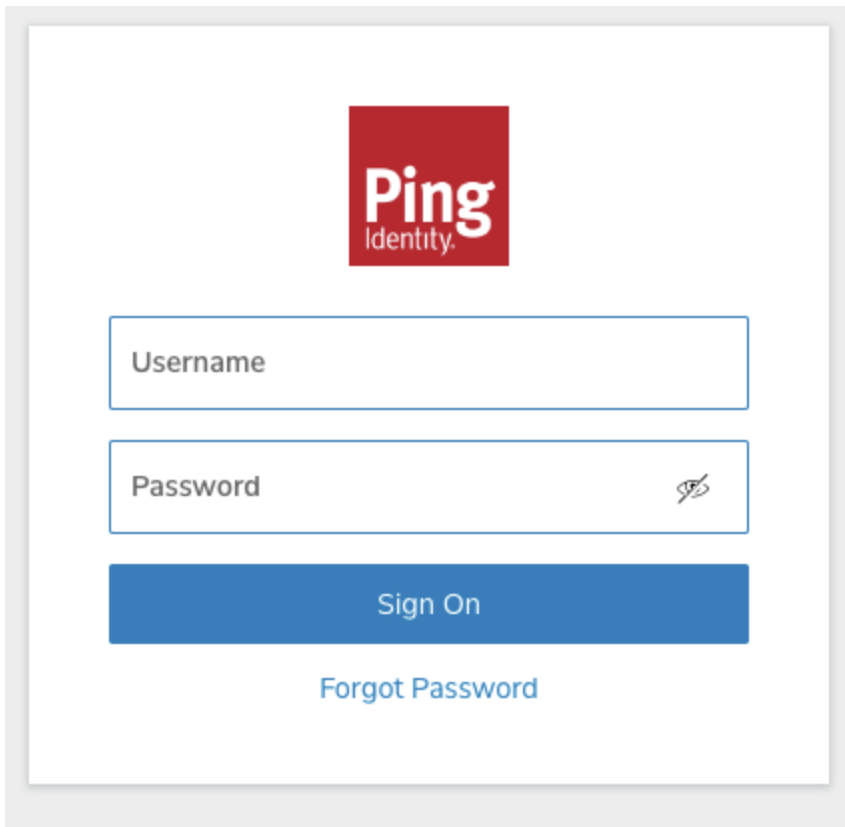 Ping
Identity.
Username
Password
Sign On
Forgot Password